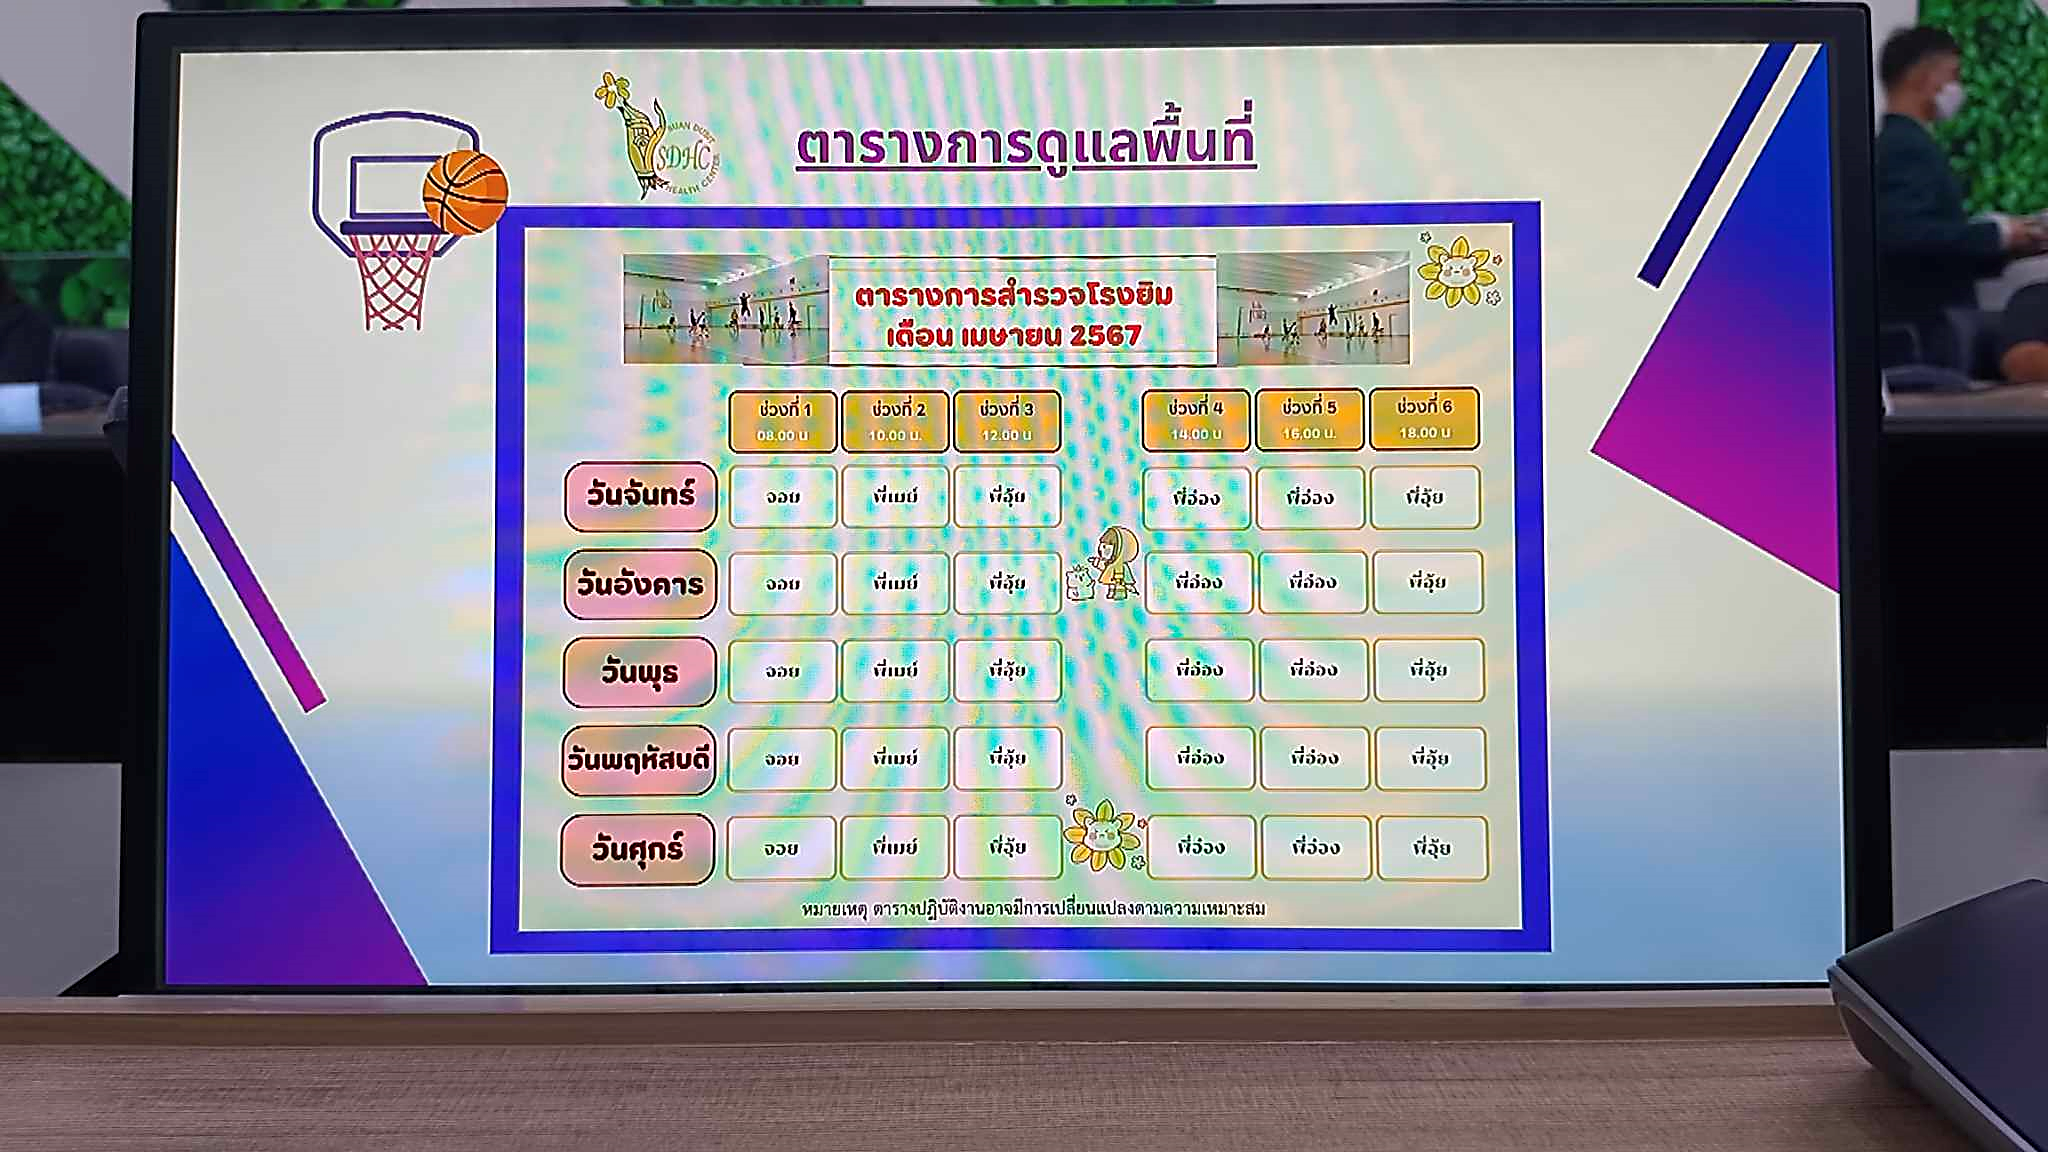 SUAN DUSIT
SDHC
HEALTH CENTER
ตารางการดูแลพื้นที่
ตารางการสำรวจโรงยิม
เดือน เมษายน 2567
ช่วงที่ 1 ช่วงที่ 2 ช่วงที่ 3 ช่วงที่ 4 ช่วงที่ 5 ช่วงที่ 6
08.00 น 10.00 น. 12.00 น 14.00 น 16.00 น. 18.00 น
วันจันทร์ จอย พี่เมย์ พี่อุ้ย พี่อ๋อง พี่อ๋อง พี่อุ้ย
วันอังคาร จอย พี่เมย์ พี่อุ้ย พี่อ๋อง พี่อ๋อง พี่อุ้ย
วันพุธ จอย พี่เมย์ พี่อุ้ย พี่อ๋อง พี่อ๋อง พี่อุ้ย
วันพฤหัสบดี จอย พี่เมย์ พี่อุ้ย พี่อ๋อง พี่อ๋อง พี่อุ้ย
วันศุกร์ จอย พี่เมย์ พี่อุ้ย พี่อ๋อง พี่อ๋อง พี่อุ้ย
หมายเหตุ ตารางปฏิบัติงานอาจมีการเปลี่ยนแปลงตามความเหมาะสม